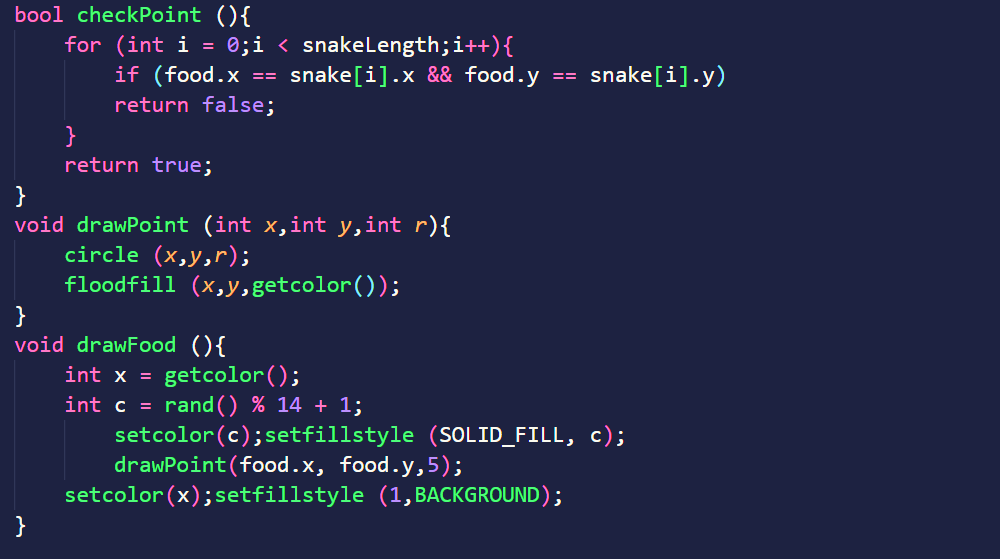 bool checkPoint (){
    for (int i = 0;i < snakeLength;i++){
        if (food.x == snake[i].x && food.y == snake[i].y)
        return false;
    }
    return true;
}
void drawPoint (int x,int y,int r){
    circle (x,y,r);
    floodfill (x,y,getcolor());
}
void drawFood (){
    int x = getcolor();
    int c = rand() % 14 + 1;
        setcolor(c);setfillstyle (SOLID_FILL, c);
        drawPoint(food.x, food.y,5);
    setcolor(x);setfillstyle (1,BACKGROUND);
}